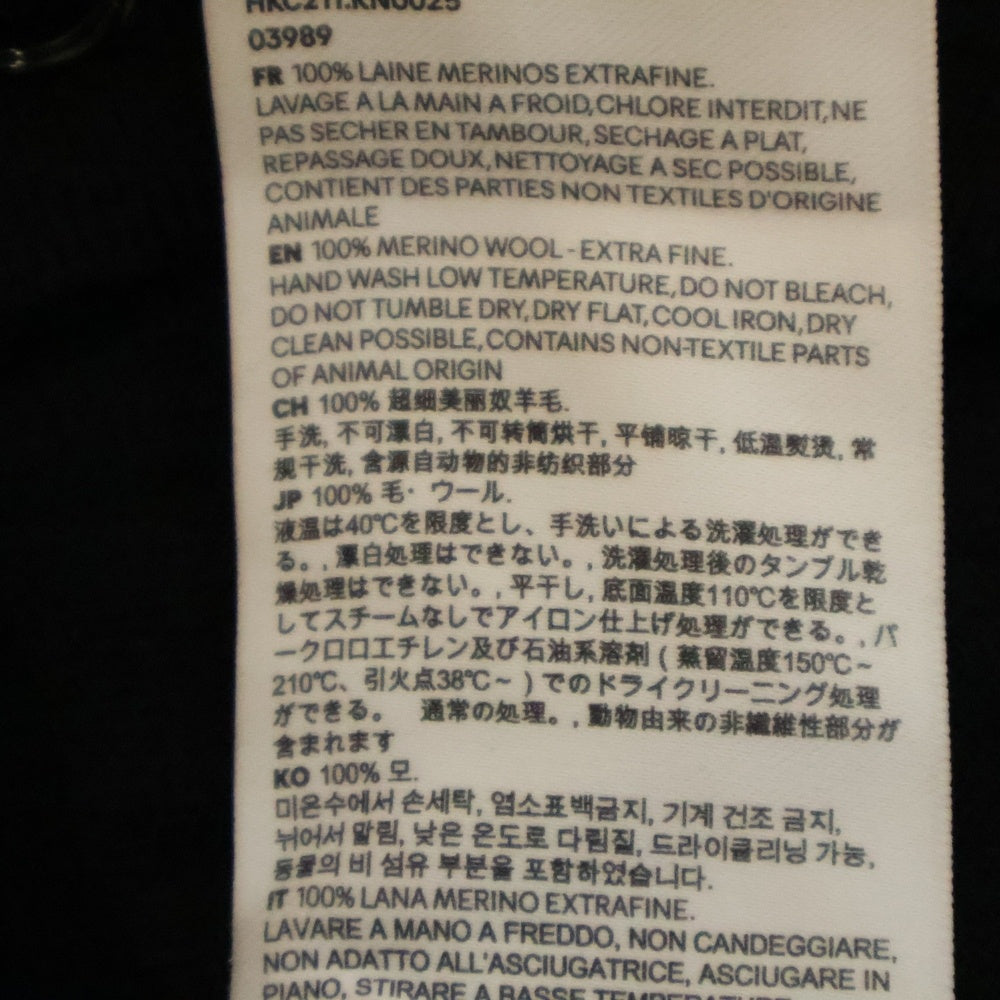 03989
FR 100% LAINE MERINOS EXTRAFINE.
LAVAGE A LA MAIN A FROID,CHLORE INTERDIT,NE
PAS SECHER EN TAMBOUR,SECHAGE A PLAT,
REPASSAGE DOUX,NETTOYAGE A SEC POSSIBLE,
CONTIENT DES PARTIES NON TEXTILES D'ORIGINE
ANIMALE
EN 100% MERINO WOOL - EXTRA FINE.
HAND WASH LOW TEMPERATURE,DO NOT BLEACH,
DO NOT TUMBLE DRY,DRY FLAT,COOL IRON,DRY
CLEAN POSSIBLE,CONTAINS NON-TEXTILE PARTS
OF ANIMAL ORIGIN
CH 100% 超细美丽奴羊毛.
手洗, 不可漂白, 不可转筒烘干, 平铺晾干, 低温熨烫, 常
规干洗, 含源自动物的非纺织部分
JP 100% 毛・ウール.
液温は40℃を限度とし、手洗いによる洗濯処理ができ
る。, 漂白処理はできない。, 洗濯処理後のタンブル乾
燥処理はできない。, 平干し, 底面温度110℃を限度と
してスチームなしでアイロン仕上げ処理ができる。, パ
ークロロエチレン及び石油系溶剤 ( 蒸留温度150℃~
210℃、引火点38℃~ ) でのドライクリーニング処理
ができる。 通常の処理。, 動物由来の非繊維性部分が
含まれます
KO 100% 모.
미온수에서 손세탁, 염소표백금지, 기계 건조 금지,
뉘어서 말림, 낮은 온도로 다림질, 드라이클리닝 가능,
동물의 비 섬유 부분을 포함하였습니다.
IT 100% LANA MERINO EXTRAFINE.
LAVARE A MANO A FREDDO, NON CANDEGGIARE,
NON ADATTO ALL'ASCIUGATRICE, ASCIUGARE IN
PIANO, STIRARE A BASSE